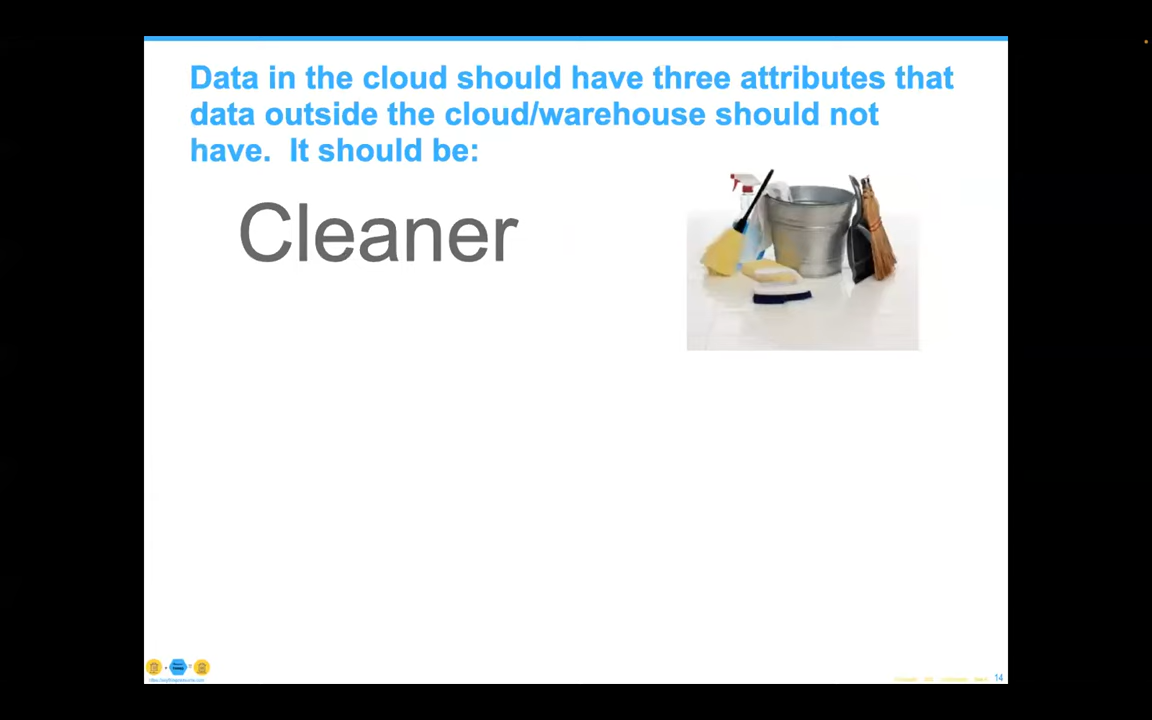 Data in the cloud should have three attributes that
data outside the cloud/warehouse should not
have.  It should be:
Cleaner
14